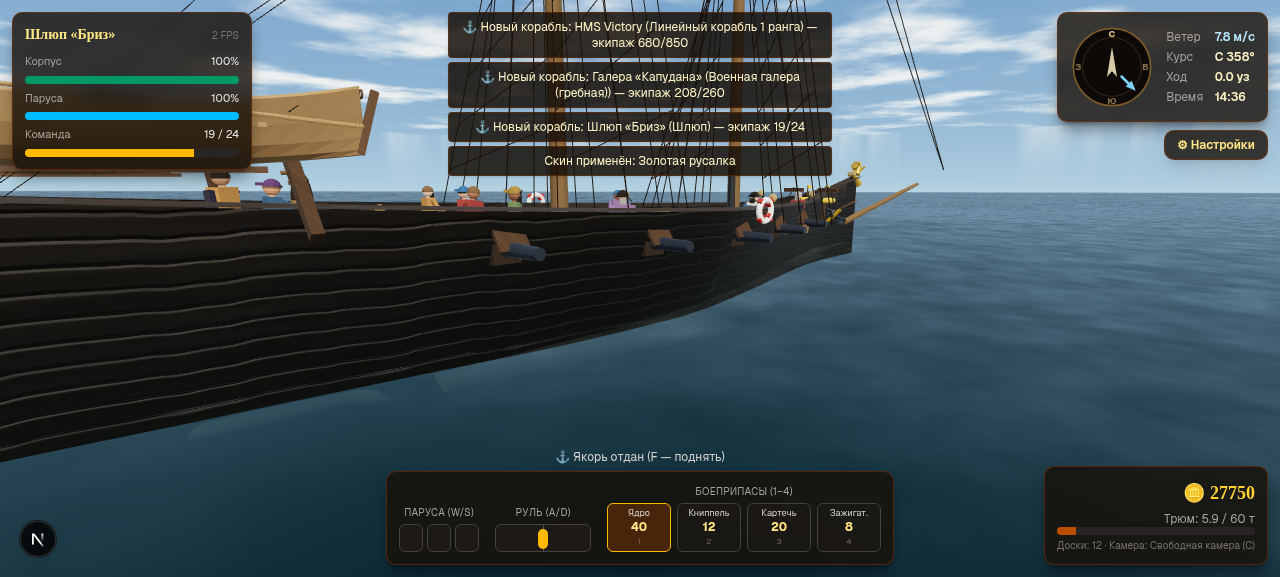 Шлюп «Бриз» 2 FPS
Корпус 100%
Паруса 100%
Команда 19 / 24
⚓ Новый корабль: HMS Victory (Линейный корабль 1 ранга) —
экипаж 680/850
⚓ Новый корабль: Галера «Капудана» (Военная галера
(гребная)) — экипаж 208/260
⚓ Новый корабль: Шлюп «Бриз» (Шлюп) — экипаж 19/24
Скин применён: Золотая русалка
С
З
В
Ю
Ветер 7.8 м/с
Курс С 358°
Ход 0.0 уз
Время 14:36
⚙ Настройки
⚓ Якорь отдан (F — поднять)
ПАРУСА (W/S)
РУЛЬ (A/D)
БОЕПРИПАСЫ (1–4)
Ядро
40
1
Книппель
12
2
Картечь
20
3
Зажигат.
8
4
27750
Трюм: 5.9 / 60 т
Доски: 12 · Камера: Свободная камера (C)
N